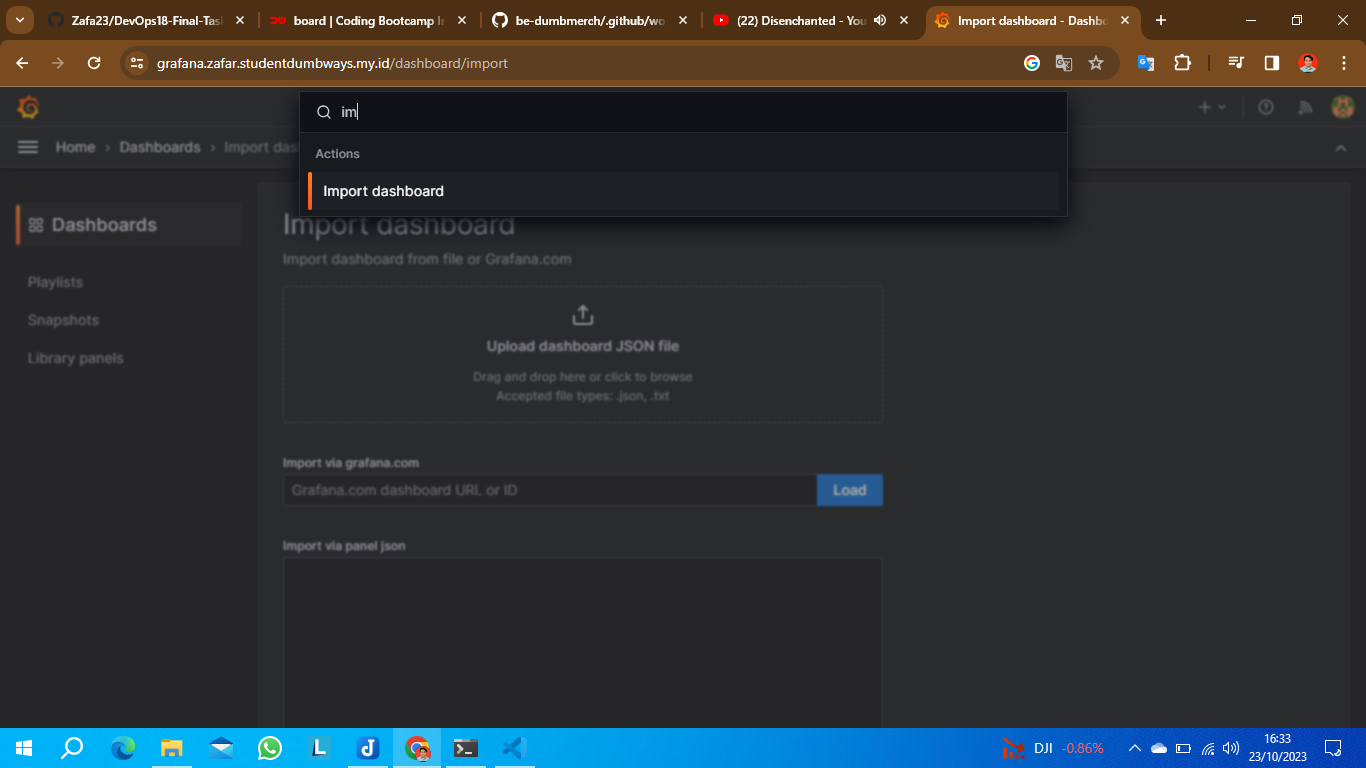 Zafa23/DevOps18-Final-Tas
board | Coding Bootcamp I
be-dumbmerch/.github/wo
(22) Disenchanted - You
Import dashboard - Dashb
grafana.zafar.studentdumbways.my.id/dashboard/import
im
Actions
Import dashboard
Home › Dashboards › Import das
Dashboards
Playlists
Snapshots
Library panels
Import dashboard
Import dashboard from file or Grafana.com
Upload dashboard JSON file
Drag and drop here or click to browse
Accepted file types: .json, .txt
Import via grafana.com
Grafana.com dashboard URL or ID
Load
Import via panel json
DJI -0.86%
16:33
23/10/2023